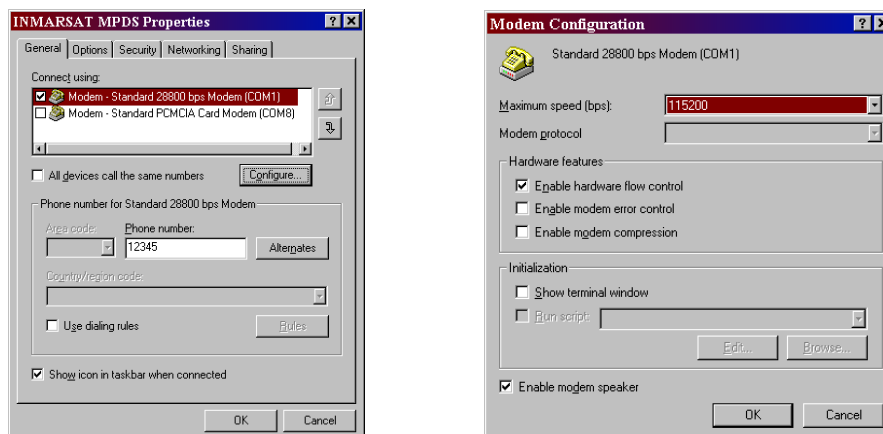 INMARSAT MPDS Properties
General
Options
Security
Networking
Sharing
Connect using:
Modem - Standard 28800 bps Modem (COM1)
Modem - Standard PCMCIA Card Modem (COM8)
All devices call the same numbers
Configure...
Phone number for Standard 28800 bps Modem
Area code:
Phone number:
12345
Alternates
Country/region code:
Use dialing rules
Rules
Show icon in taskbar when connected
OK
Cancel
Modem Configuration
Standard 28800 bps Modem (COM1)
Maximum speed (bps):
115200
Modem protocol
Hardware features
Enable hardware flow control
Enable modem error control
Enable modem compression
Initialization
Show terminal window
Run script:
Edit...
Browse...
Enable modem speaker
OK
Cancel